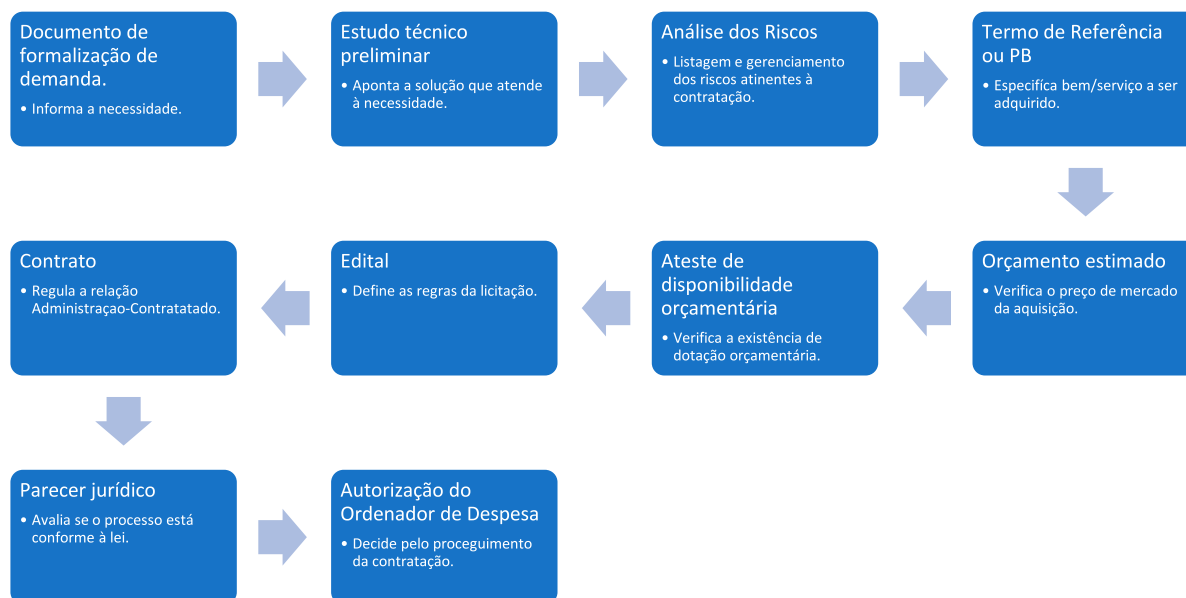 Documento de
formalização de
demanda.
• Informa a necessidade.
Estudo técnico
preliminar
• Aponta a solução que atende
à necessidade.
Análise dos Riscos
• Listagem e gerenciamento
dos riscos atinentes à
contratação.
Termo de Referência
ou PB
• Especifíca bem/serviço a ser
adquirido.
Orçamento estimado
• Verifica o preço de mercado
da aquisição.
Ateste de
disponibilidade
orçamentária
• Verifica a existência de
dotação orçamentária.
Edital
• Define as regras da licitação.
Contrato
• Regula a relação
Administraçao-Contratatado.
Parecer jurídico
• Avalia se o processo está
conforme à lei.
Autorização do
Ordenador de Despesa
• Decide pelo proceguimento
da contratação.